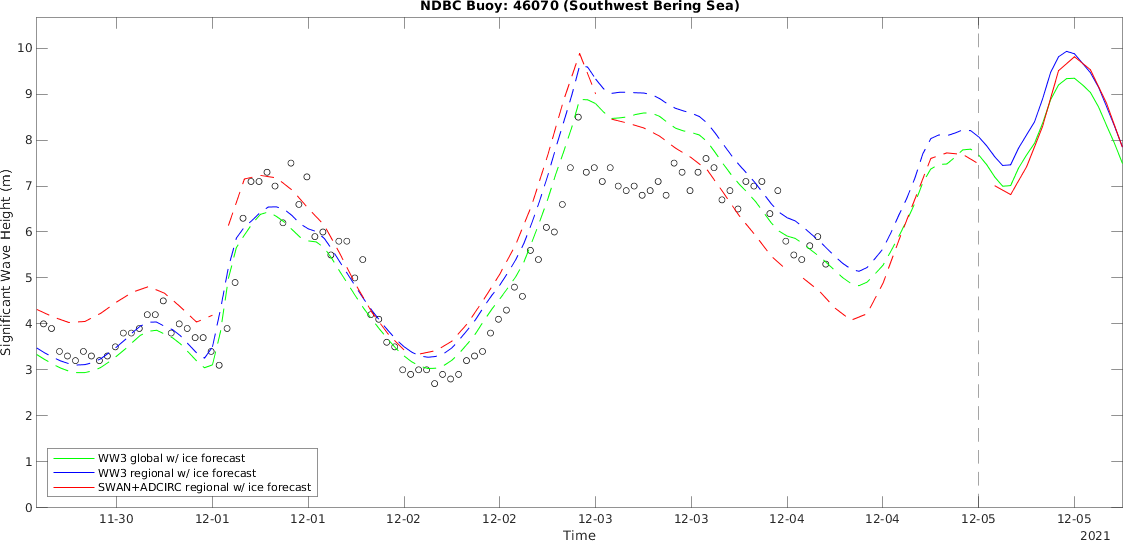 NDBC Buoy: 46070 (Southwest Bering Sea)
Significant Wave Height (m)
10
9
8
7
6
5
4
3
2
1
0
WW3 global w/ ice forecast
WW3 regional w/ ice forecast
SWAN+ADCIRC regional w/ ice forecast
11-30 12-01 12-01 12-02 12-02 12-03 12-03 12-04 12-04 12-05 12-05
Time
2021